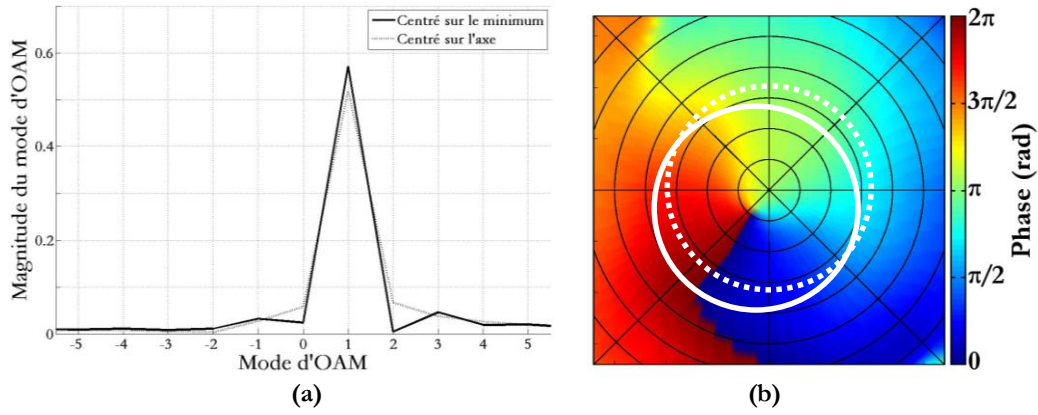 Magnitude du mode d'OAM
0.6
0.4
0.2
0
Centré sur le minimum
Centré sur l'axe
-5 -4 -3 -2 -1 0 1 2 3 4 5
Mode d'OAM
(a)
2π
3π/2
π
π/2
0
Phase (rad)
(b)